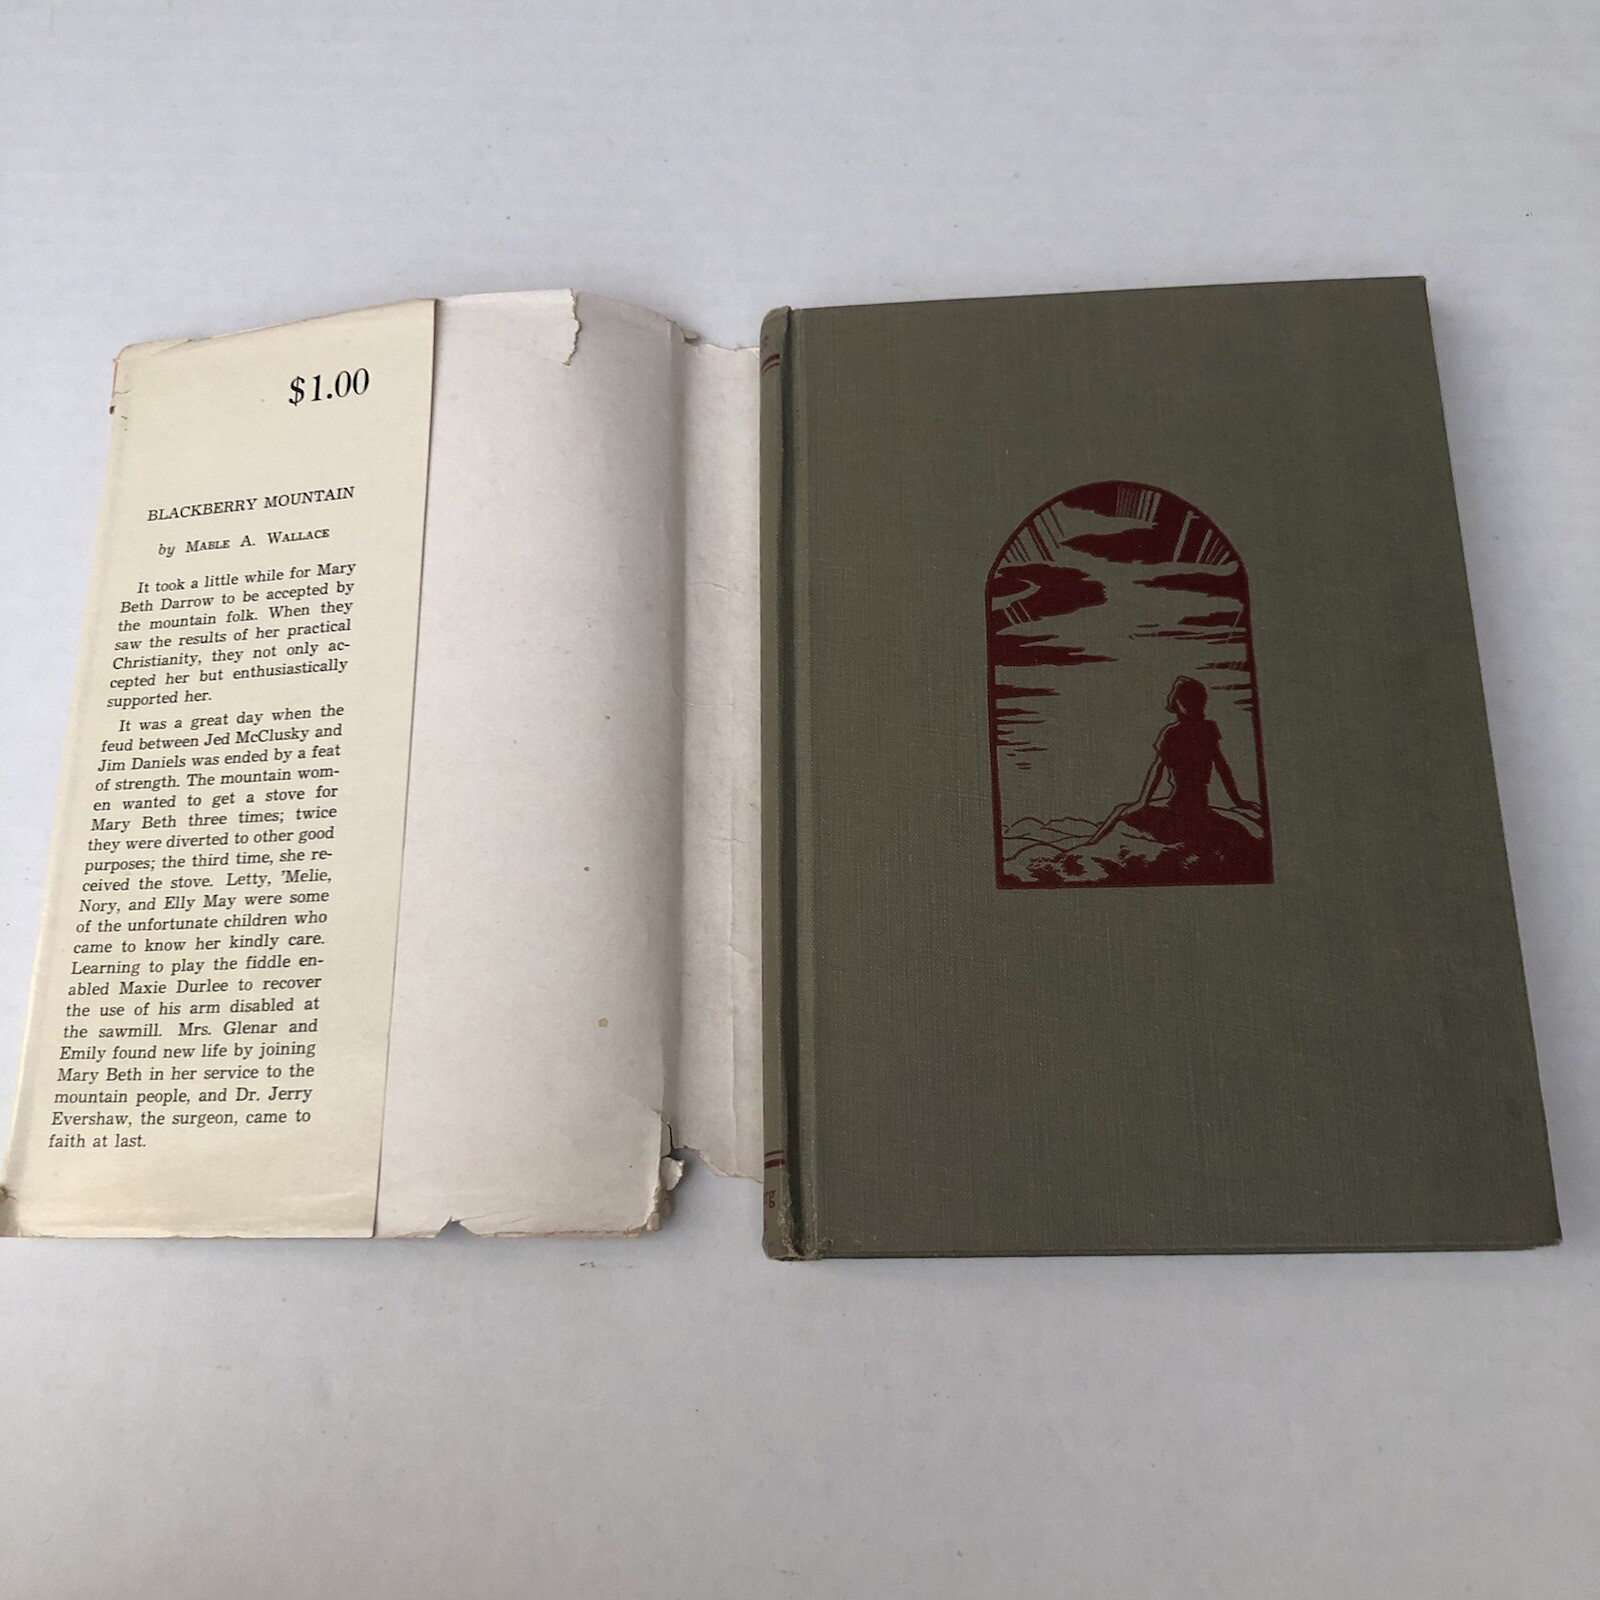 $1.00
BLACKBERRY MOUNTAIN
by MABLE A. WALLACE
It took a little while for Mary
Beth Darrow to be accepted by
the mountain folk. When they
saw the results of her practical
Christianity, they not only ac-
cepted her but enthusiastically
supported her.
It was a great day when the
feud between Jed McClusky and
Jim Daniels was ended by a feat
of strength. The mountain wom-
en wanted to get a stove for
Mary Beth three times; twice
they were diverted to other good
purposes; the third time, she re-
ceived the stove. Letty, 'Melie,
Nory, and Elly May were some
of the unfortunate children who
came to know her kindly care.
Learning to play the fiddle en-
abled Maxie Durlee to recover
the use of his arm disabled at
the sawmill. Mrs. Glenar and
Emily found new life by joining
Mary Beth in her service to the
mountain people, and Dr. Jerry
Evershaw, the surgeon, came to
faith at last.